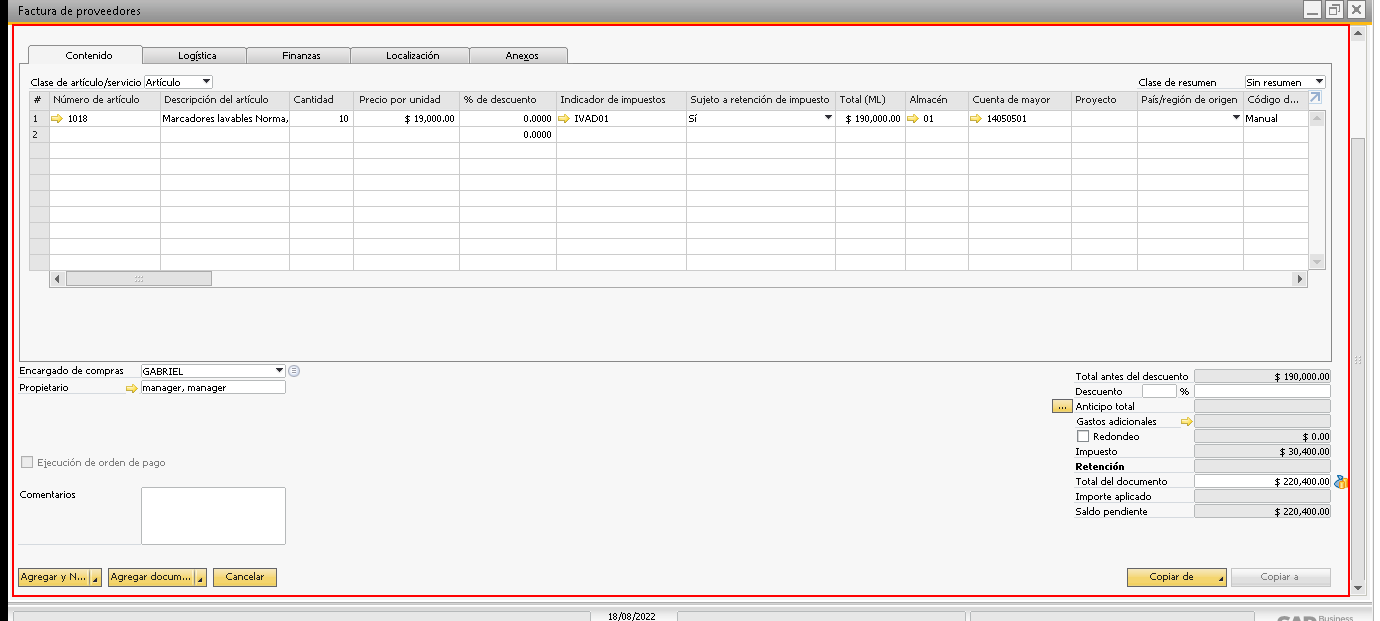 Factura de proveedores
Contenido Logística Finanzas Localización Anexos
Clase de artículo/servicio Artículo Clase de resumen Sin resumen
# Número de artículo Descripción del artículo Cantidad Precio por unidad % de descuento Indicador de impuestos Sujeto a retención de impuesto Total (ML) Almacén Cuenta de mayor Proyecto País/región de origen Código d...
1 1018 Marcadores lavables Norma, 10 $ 19,000.00 0.0000 IVAD01 Sí $ 190,000.00 01 14050501 Manual
2 0.0000
Encargado de compras GABRIEL
Propietario manager, manager
Total antes del descuento $ 190,000.00
Descuento %
... Anticipo total
Gastos adicionales
Redondeo $ 0.00
Impuesto $ 30,400.00
Ejecución de orden de pago
Retención
Total del documento $ 220,400.00
Comentarios
Importe aplicado
Saldo pendiente $ 220,400.00
Agregar y N... Agregar docum... Cancelar Copiar de Copiar a
18/08/2022
SAP Business